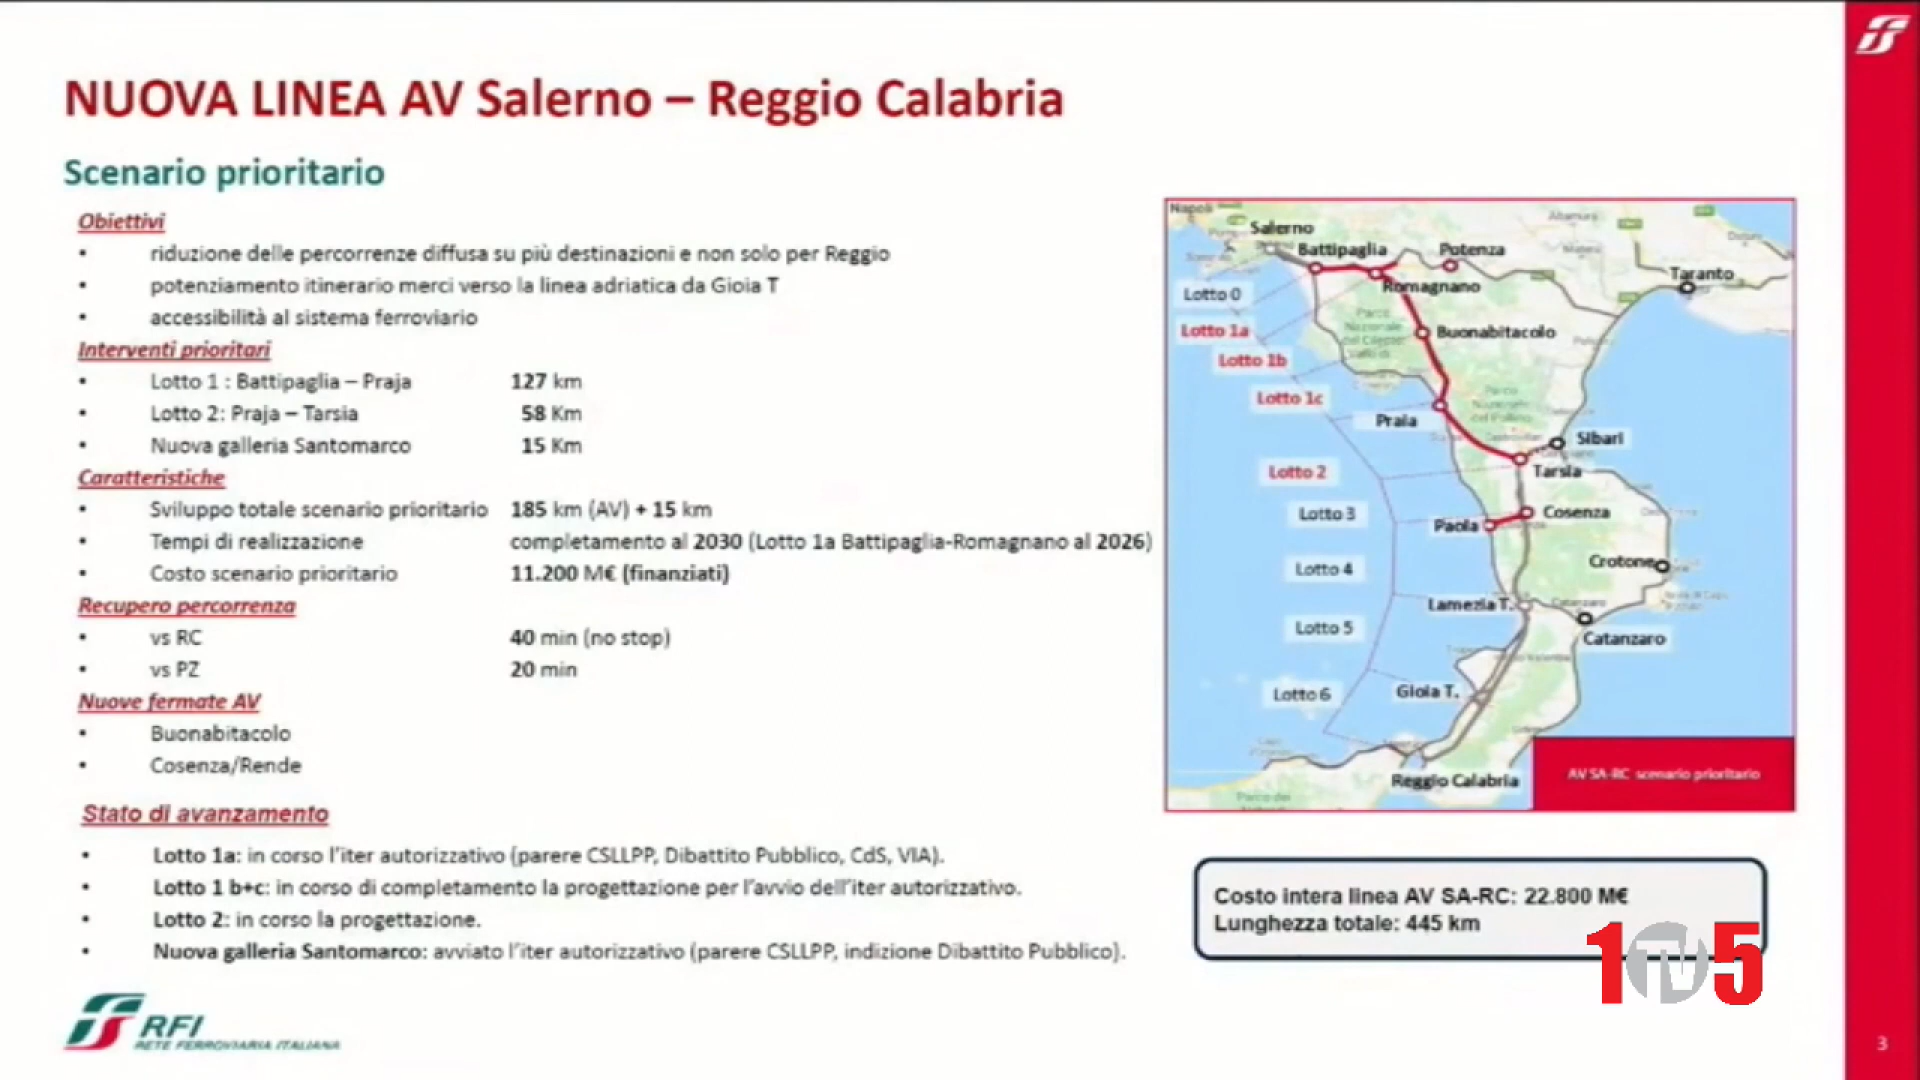 NUOVA LINEA AV Salerno – Reggio Calabria
Scenario prioritario
Obiettivi
• riduzione delle percorrenze diffusa su più destinazioni e non solo per Reggio
• potenziamento itinerario merci verso la linea adriatica da Gioia T
• accessibilità al sistema ferroviario
Interventi prioritari
• Lotto 1 : Battipaglia – Praja 127 km
• Lotto 2: Praja – Tarsia 58 Km
• Nuova galleria Santomarco 15 Km
Caratteristiche
• Sviluppo totale scenario prioritario 185 km (AV) + 15 km
• Tempi di realizzazione completamento al 2030 (Lotto 1a Battipaglia-Romagnano al 2026)
• Costo scenario prioritario 11.200 M€ (finanziati)
Recupero percorrenza
• vs RC 40 min (no stop)
• vs PZ 20 min
Nuove fermate AV
• Buonabitacolo
• Cosenza/Rende
Stato di avanzamento
• Lotto 1a: in corso l'iter autorizzativo (parere CSLLPP, Dibattito Pubblico, CdS, VIA).
• Lotto 1 b+c: in corso di completamento la progettazione per l'avvio dell'iter autorizzativo.
• Lotto 2: in corso la progettazione.
• Nuova galleria Santomarco: avviato l'iter autorizzativo (parere CSLLPP, indizione Dibattito Pubblico).
RFI
RETE FERROVIARIA ITALIANA
Napoli
Salerno
Battipaglia
Potenza
Taranto
Romagnano
Lotto 0
Lotto 1a
Buonabitacolo
Lotto 1b
Lotto 1c
Praia
Sibari
Lotto 2
Tarsia
Lotto 3
Paola
Cosenza
Crotone
Lotto 4
Lamezia T.
Catanzaro
Lotto 5
Gioia T.
Lotto 6
Reggio Calabria
AV SA-RC scenario prioritario
Costo intera linea AV SA-RC: 22.800 M€
Lunghezza totale: 445 km
1TV5
3